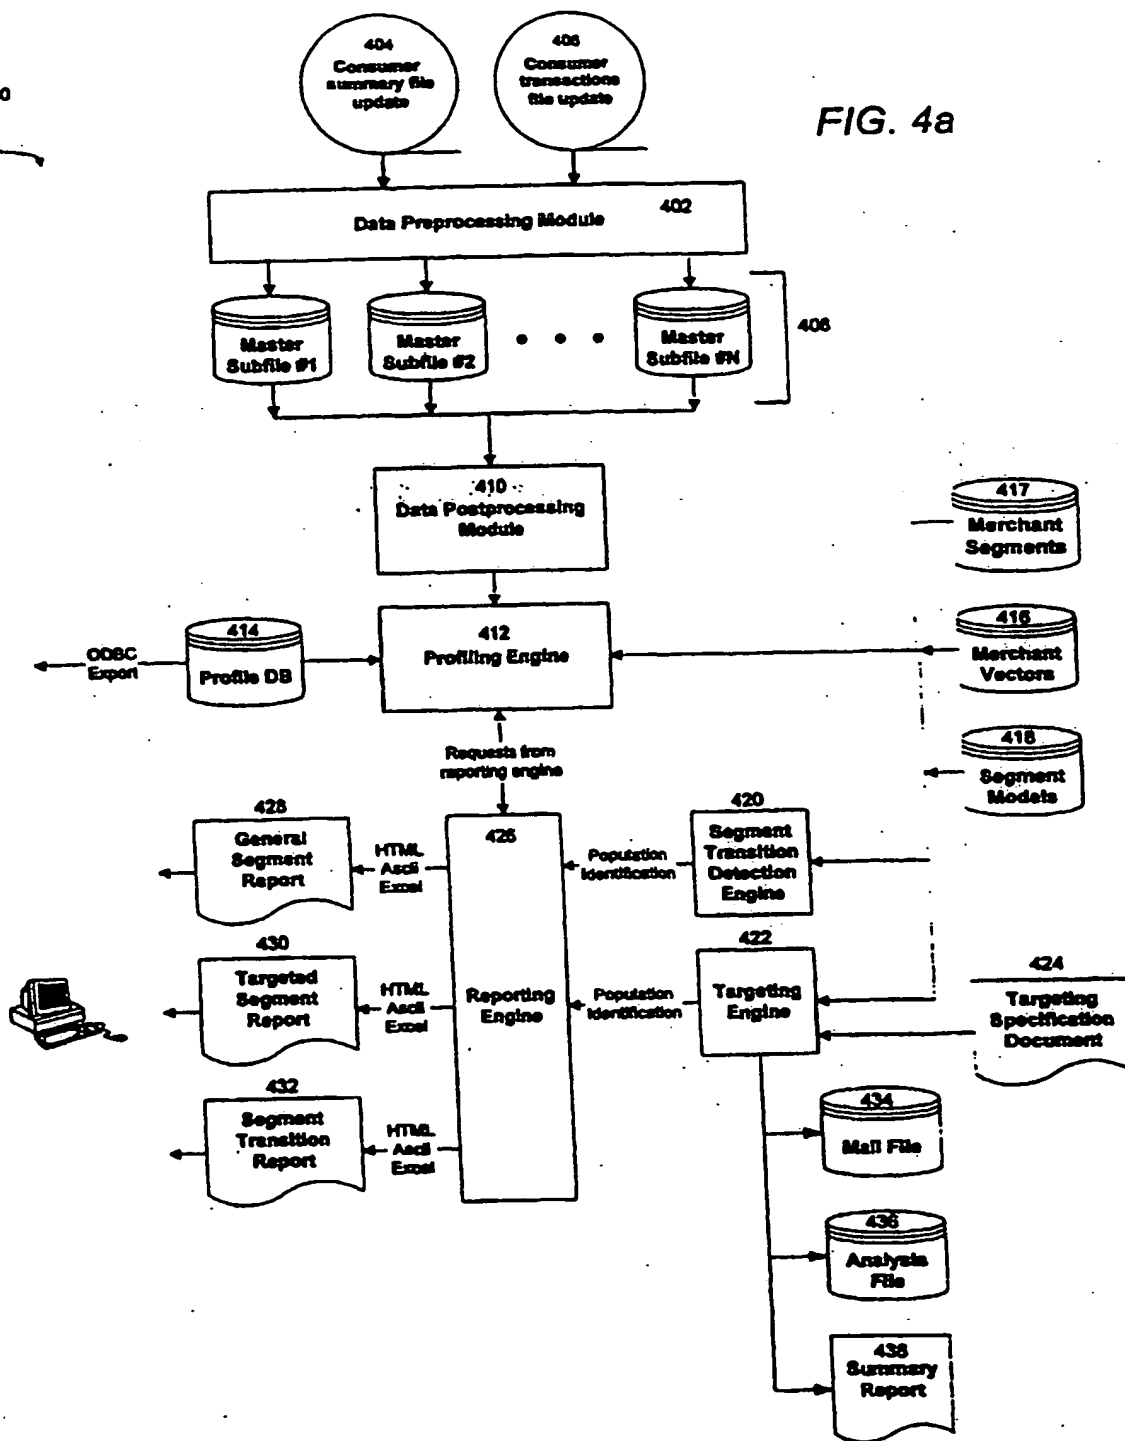 404
Consumer
summary file
update
406
Consumer
transactions
file update
0
FIG. 4a
402
Data Preprocessing Module
Master
Subfile #1
Master
Subfile #2
Master
Subfile #N
408
410
Data Postprocessing
Module
417
Merchant
Segments
414
Profile DB
ODBC
Export
412
Profiling Engine
416
Merchant
Vectors
418
Segment
Models
Requests from
reporting engine
428
General
Segment
Report
HTML
Ascii
Excel
426
Reporting
Engine
Population
Identification
420
Segment
Transition
Detection
Engine
430
Targeted
Segment
Report
HTML
Ascii
Excel
Population
Identification
422
Targeting
Engine
424
Targeting
Specification
Document
432
Segment
Transition
Report
HTML
Ascii
Excel
434
Mail File
436
Analysis
File
438
Summary
Report